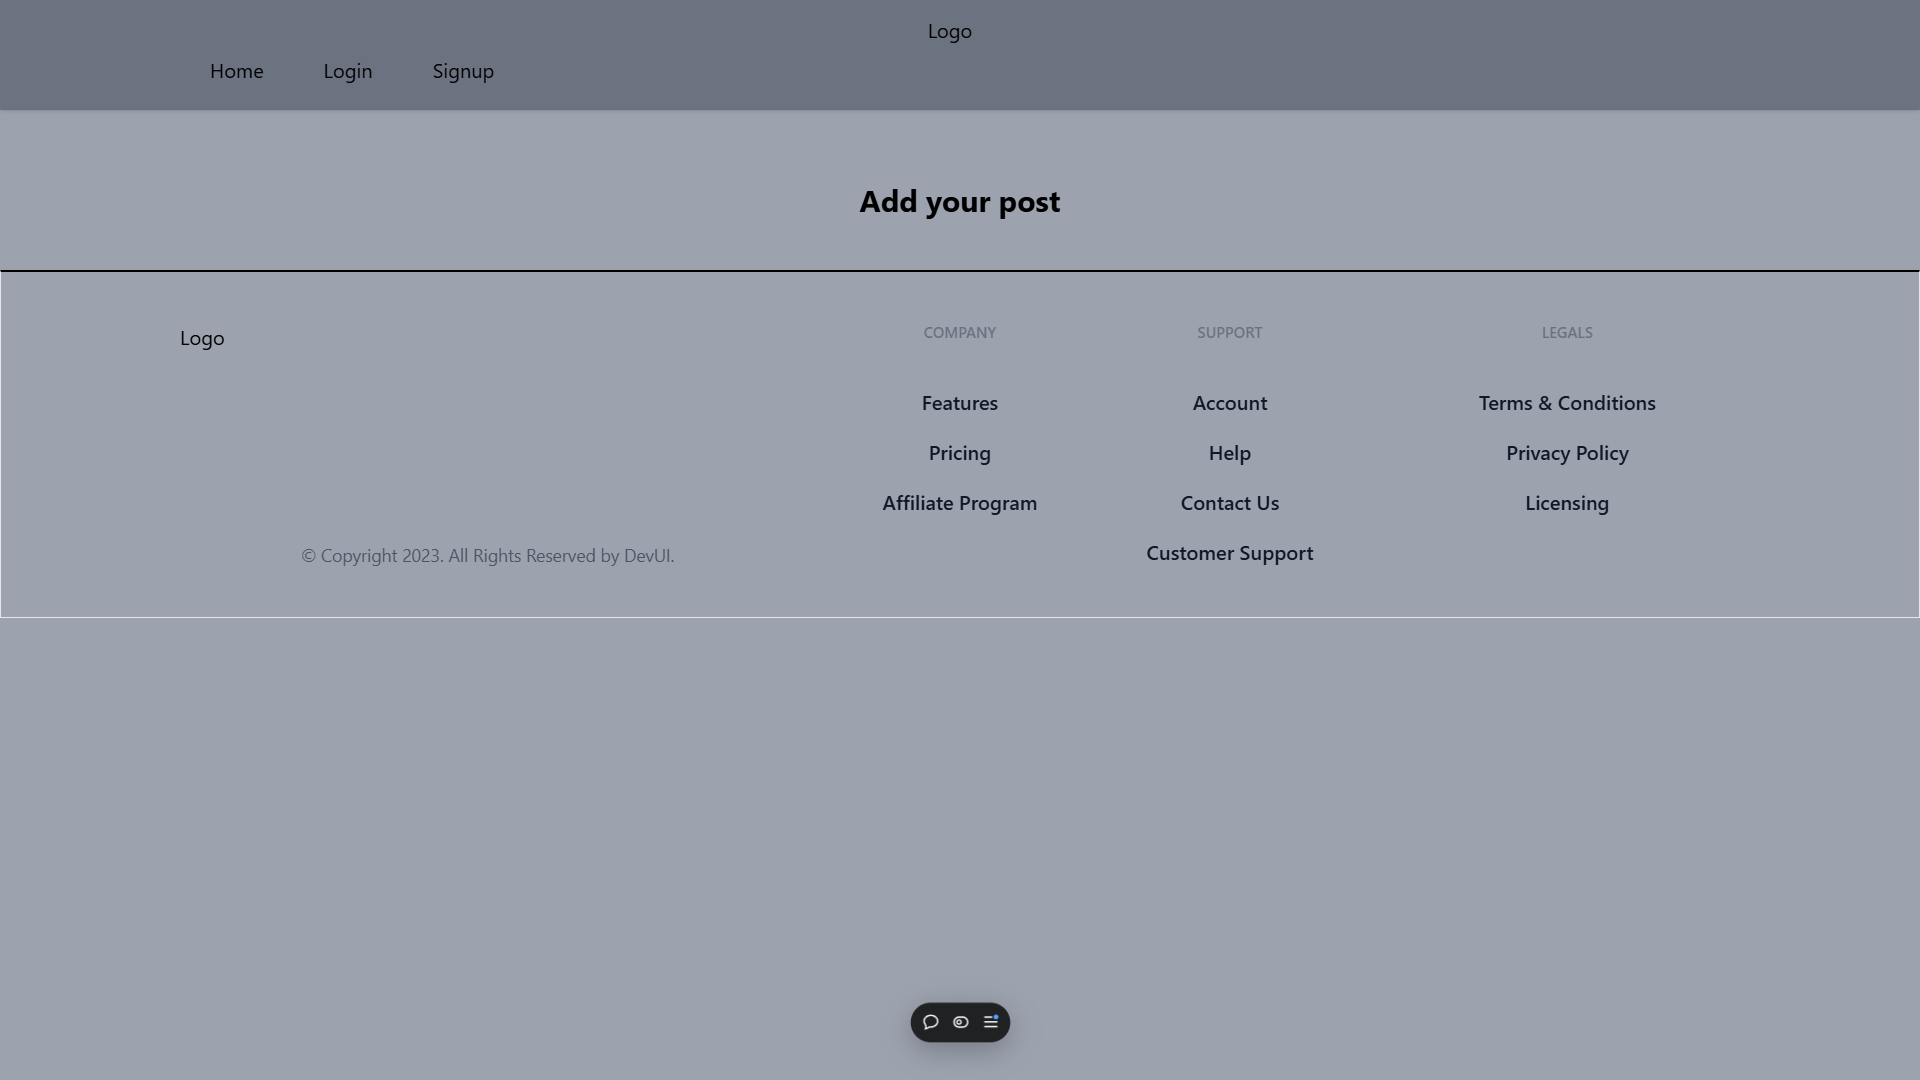 Logo
Home Login Signup
Add your post
Logo
COMPANY
Features
Pricing
Affiliate Program
SUPPORT
Account
Help
Contact Us
Customer Support
LEGALS
Terms & Conditions
Privacy Policy
Licensing
© Copyright 2023. All Rights Reserved by DevUI.